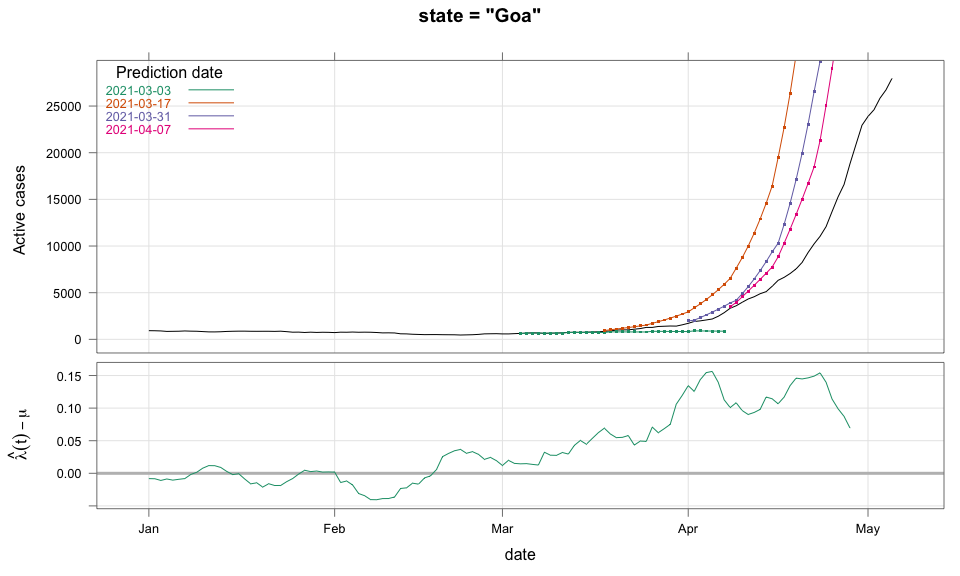 state = "Goa"
Prediction date
2021-03-03
2021-03-17
2021-03-31
2021-04-07
Active cases
25000
20000
15000
10000
5000
0
λ̂(t) − μ
0.15
0.10
0.05
0.00
Jan Feb Mar Apr May
date